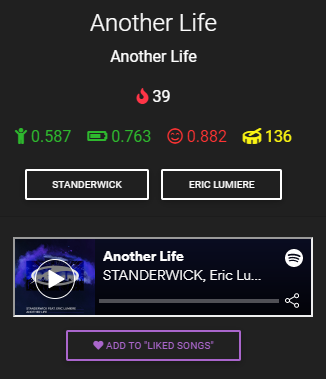 Another Life
Another Life
39
0.587 0.763 0.882 136
STANDERWICK ERIC LUMIERE
Another Life
STANDERWICK, Eric Lu...
STANDERWICK FEAT. ERIC LUMIERE
ANOTHER LIFE
ADD TO "LIKED SONGS"